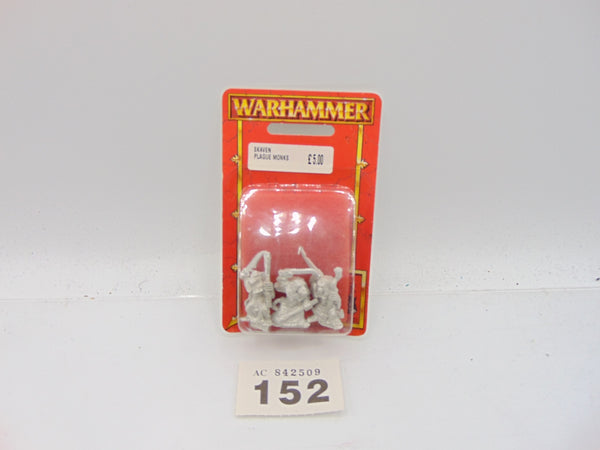 WARHAMMER
SKAVEN
PLAGUE MONKS £5.00
AC 842509
152